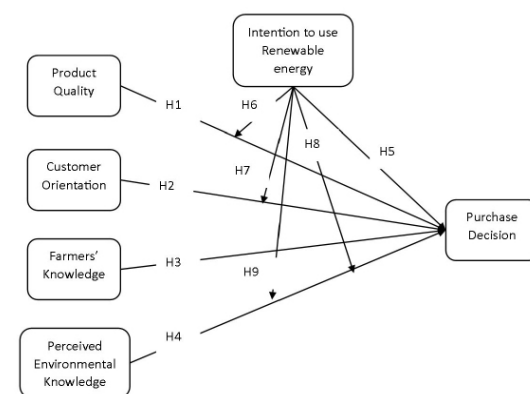 Intention to use
Renewable
energy
Product
Quality
H1
H6
H8
H5
Customer
Orientation
H7
H2
Purchase
Decision
Farmers'
Knowledge
H3
H9
H4
Perceived
Environmental
Knowledge